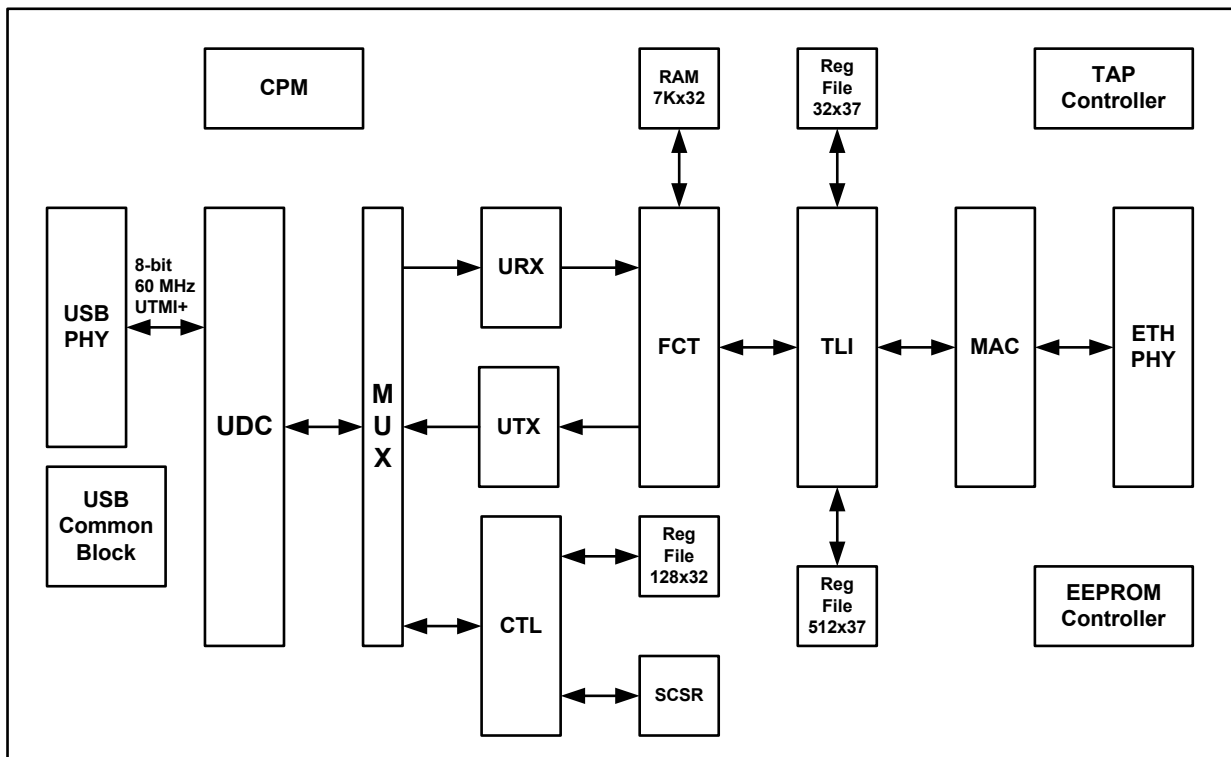 CPM
RAM
7Kx32
Reg
File
32x37
TAP
Controller
USB
PHY
8-bit
60 MHz
UTMI+
UDC
M
U
X
URX
UTX
FCT
TLI
MAC
ETH
PHY
USB
Common
Block
CTL
Reg
File
128x32
SCSR
Reg
File
512x37
EEPROM
Controller